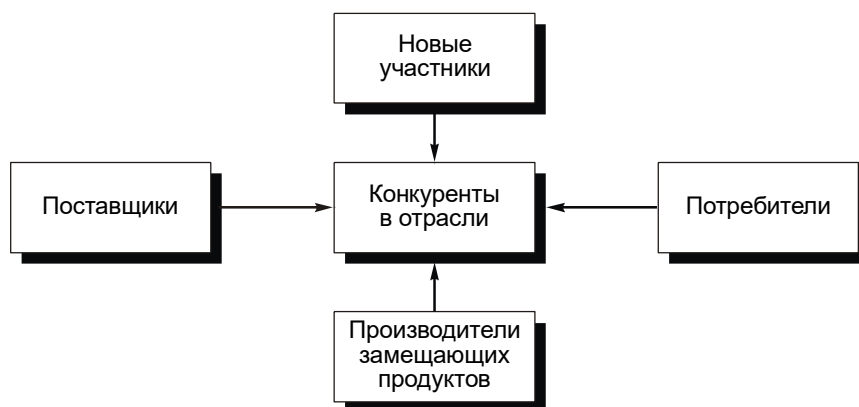 Новые
участники
Поставщики
Конкуренты
в отрасли
Потребители
Производители
замещающих
продуктов